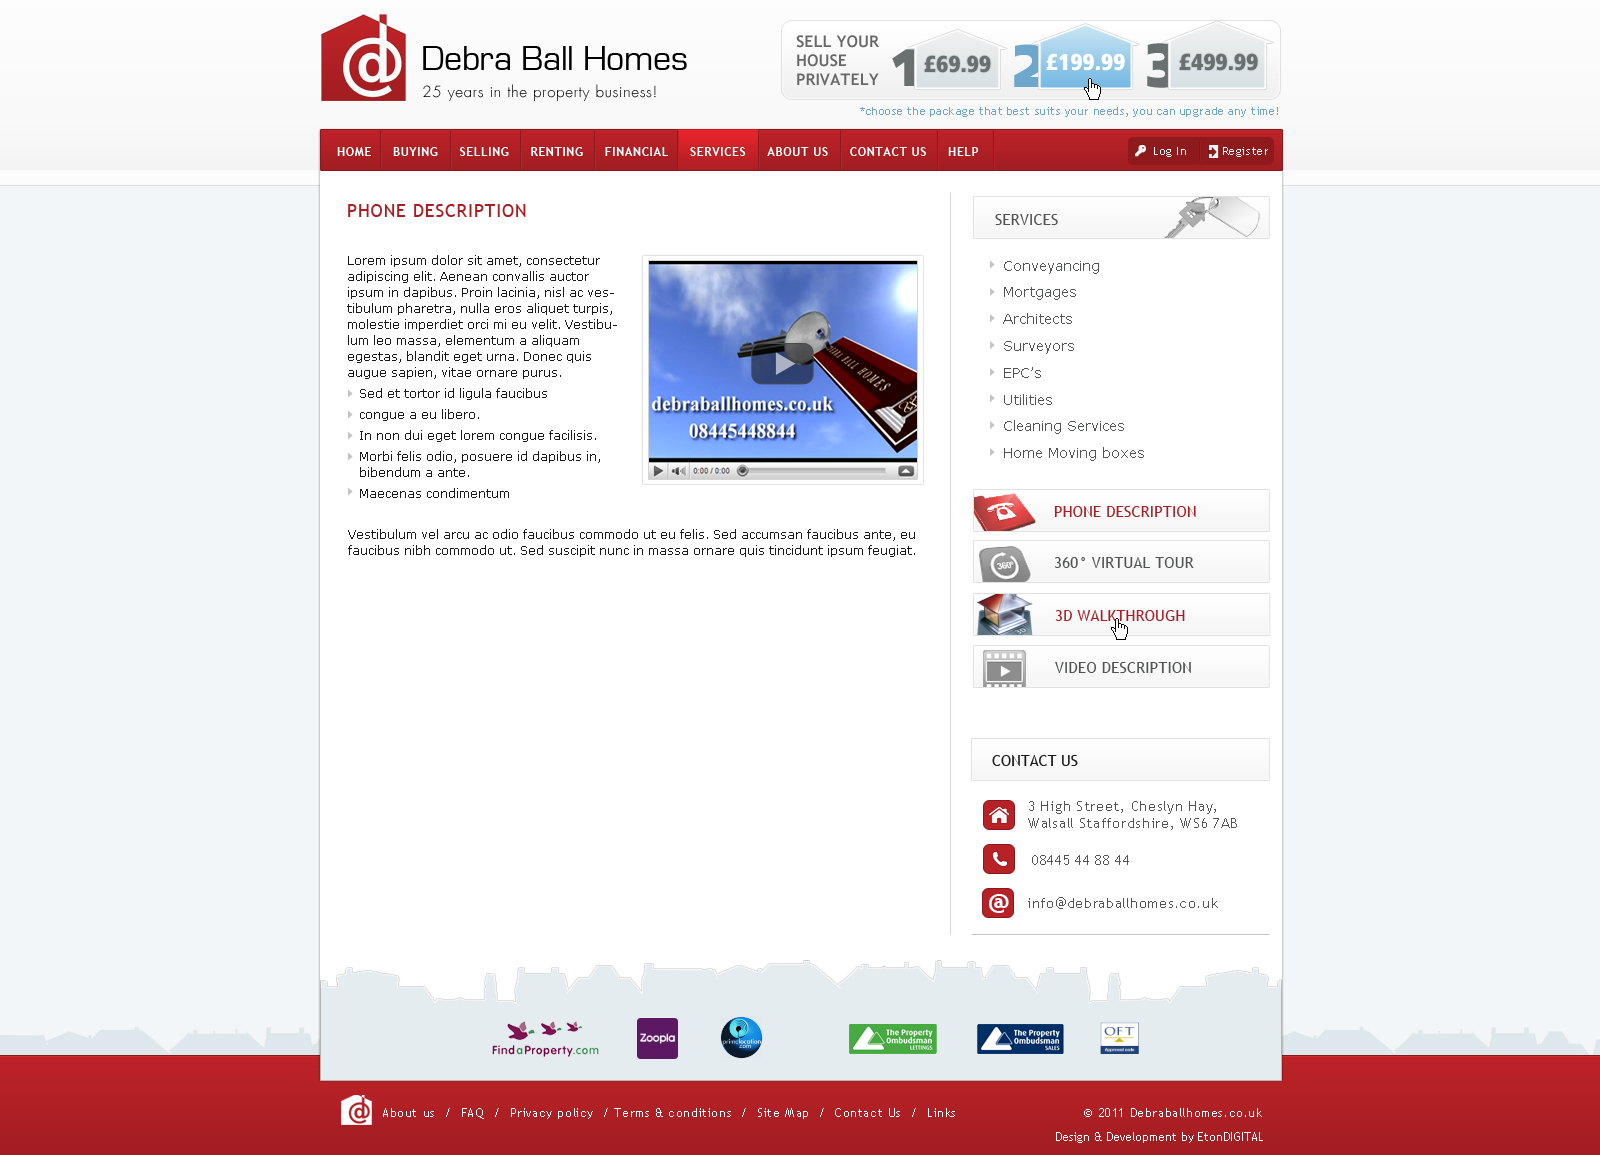 Debra Ball Homes
25 years in the property business!
SELL YOUR
HOUSE
PRIVATELY
1 £69.99
2 £199.99
3 £499.99
*choose the package that best suits your needs, you can upgrade any time!
HOME BUYING SELLING RENTING FINANCIAL SERVICES ABOUT US CONTACT US HELP
Log In Register
PHONE DESCRIPTION
Lorem ipsum dolor sit amet, consectetur
adipiscing elit. Aenean convallis auctor
ipsum in dapibus. Proin lacinia, nisl ac ves-
tibulum pharetra, nulla eros aliquet turpis,
molestie imperdiet orci mi eu velit. Vestibu-
lum leo massa, elementum a aliquam
egestas, blandit eget urna. Donec quis
augue sapien, vitae ornare purus.
Sed et tortor id ligula faucibus
congue a eu libero.
In non dui eget lorem congue facilisis.
Morbi felis odio, posuere id dapibus in,
bibendum a ante.
Maecenas condimentum
DEBRA BALL HOMES
debraballhomes.co.uk
08445448844
0:00 / 0:00
Vestibulum vel arcu ac odio faucibus commodo ut eu felis. Sed accumsan faucibus ante, eu
faucibus nibh commodo ut. Sed suscipit nunc in massa ornare quis tincidunt ipsum feugiat.
SERVICES
Conveyancing
Mortgages
Architects
Surveyors
EPC's
Utilities
Cleaning Services
Home Moving boxes
PHONE DESCRIPTION
360°
360° VIRTUAL TOUR
3D WALKTHROUGH
VIDEO DESCRIPTION
CONTACT US
3 High Street, Cheslyn Hay,
Walsall Staffordshire, WS6 7AB
08445 44 88 44
info@debraballhomes.co.uk
FindaProperty.com
Zoopla
primelocation
.com
The Property
Ombudsman
LETTINGS
The Property
Ombudsman
SALES
OFT
Approved code
About us / FAQ / Privacy policy / Terms & conditions / Site Map / Contact Us / Links
© 2011 Debraballhomes.co.uk
Design & Development by EtonDIGITAL